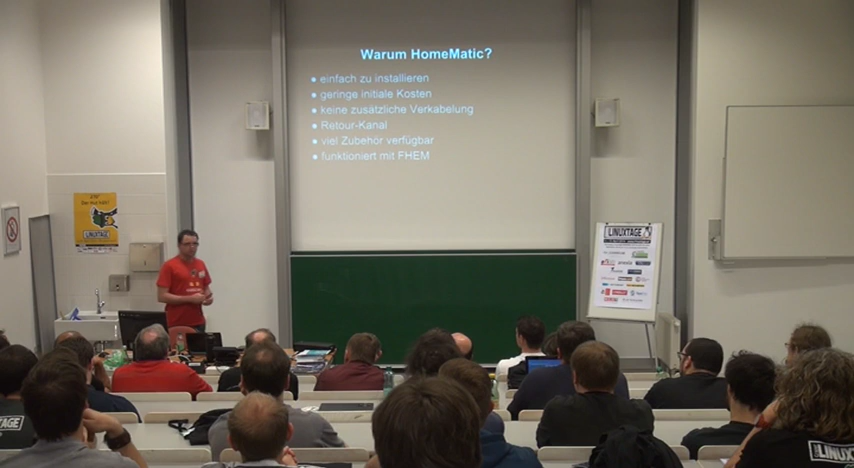 Warum HomeMatic?
● einfach zu installieren
● geringe initiale Kosten
● keine zusätzliche Verkabelung
● Retour-Kanal
● viel Zubehör verfügbar
● funktioniert mit FHEM
LINUXTAGE
LINUXTAGE
LINUXTAGE